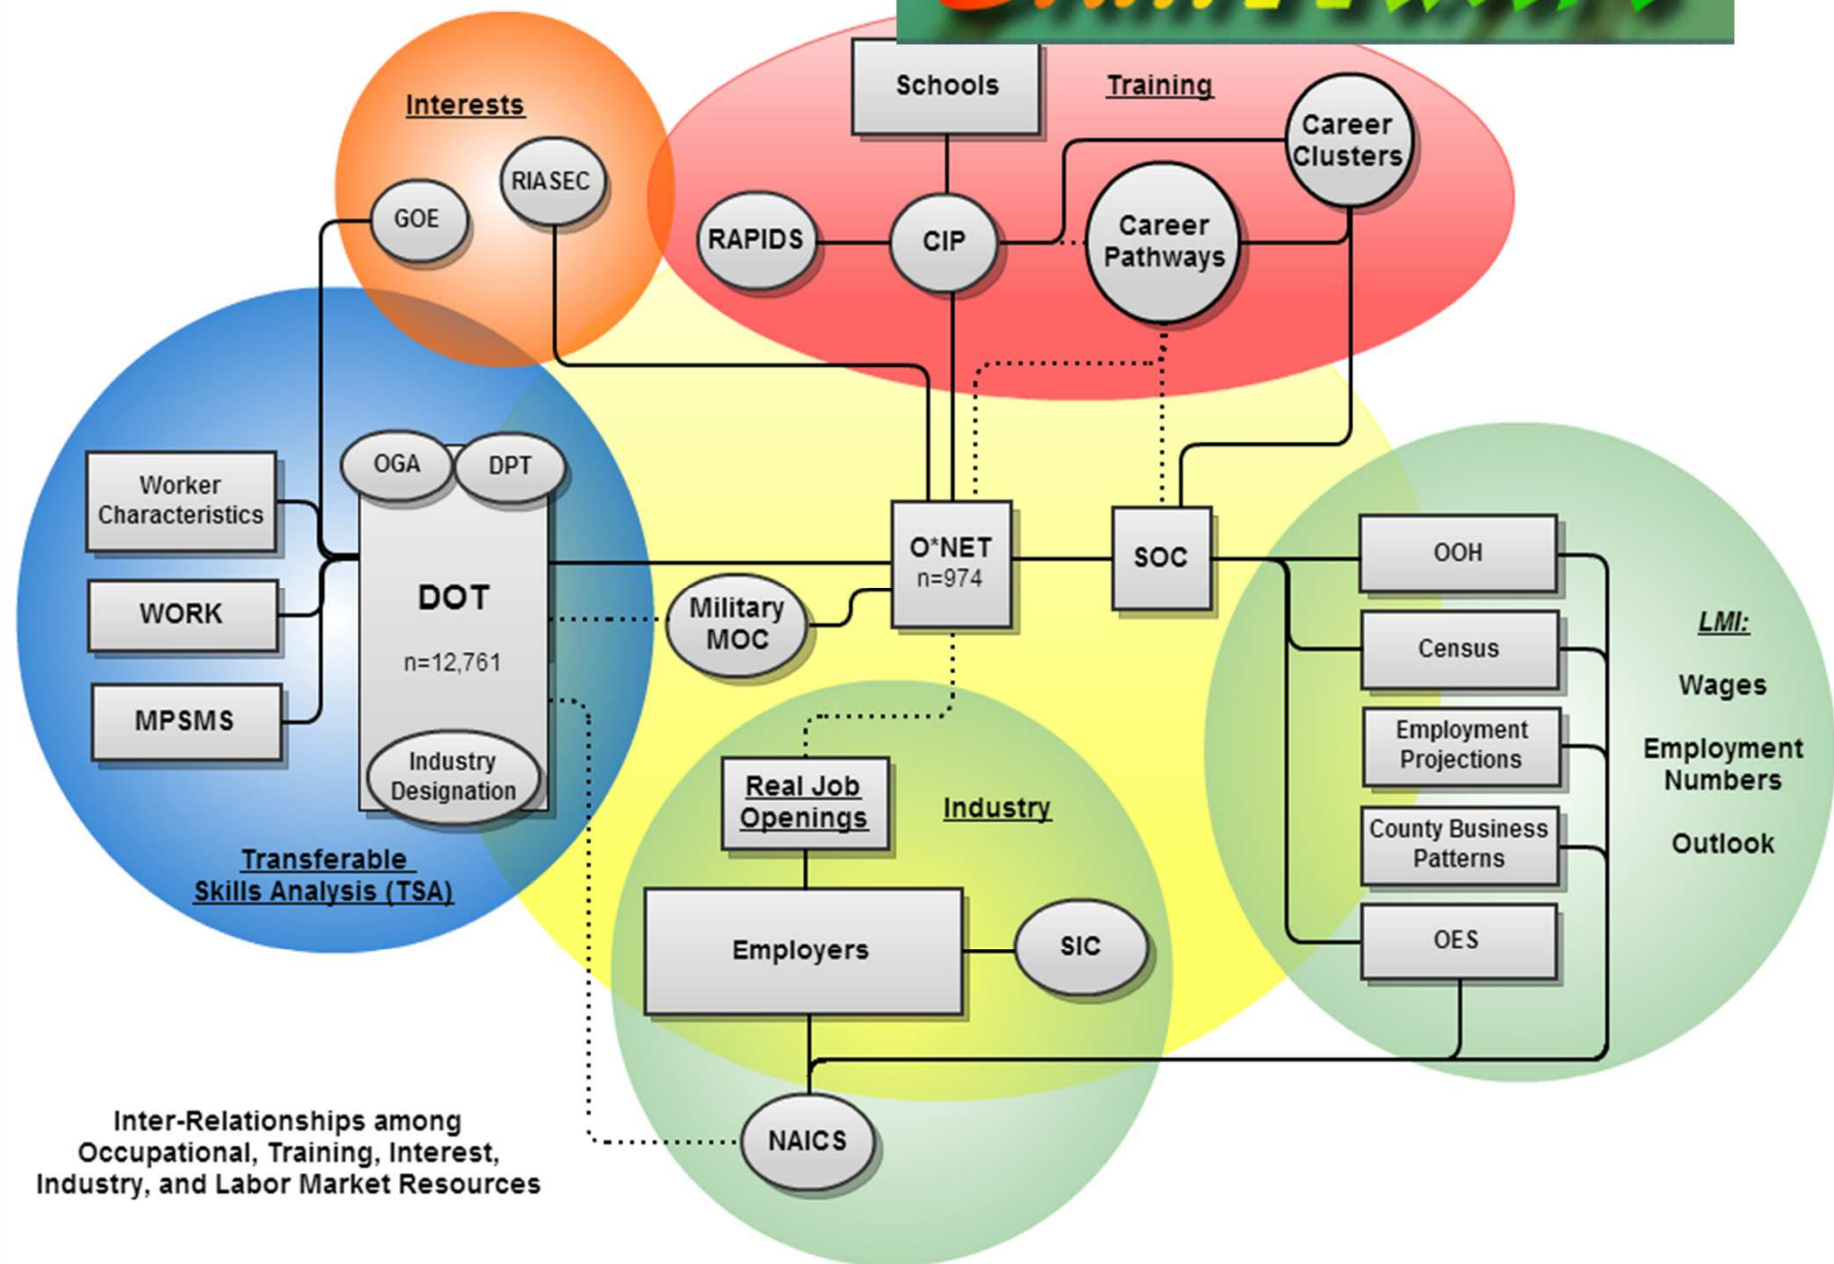 Interests
GOE
RIASEC
Schools
Training
Career
Clusters
RAPIDS
CIP
Career
Pathways
Worker
Characteristics
WORK
MPSMS
OGA
DPT
DOT
n=12,761
Industry
Designation
Transferable
Skills Analysis (TSA)
Military
MOC
O*NET
n=974
SOC
OOH
Census
Employment
Projections
County Business
Patterns
OES
LMI:
Wages
Employment
Numbers
Outlook
Real Job
Openings
Industry
Employers
SIC
NAICS
Inter-Relationships among
Occupational, Training, Interest,
Industry, and Labor Market Resources